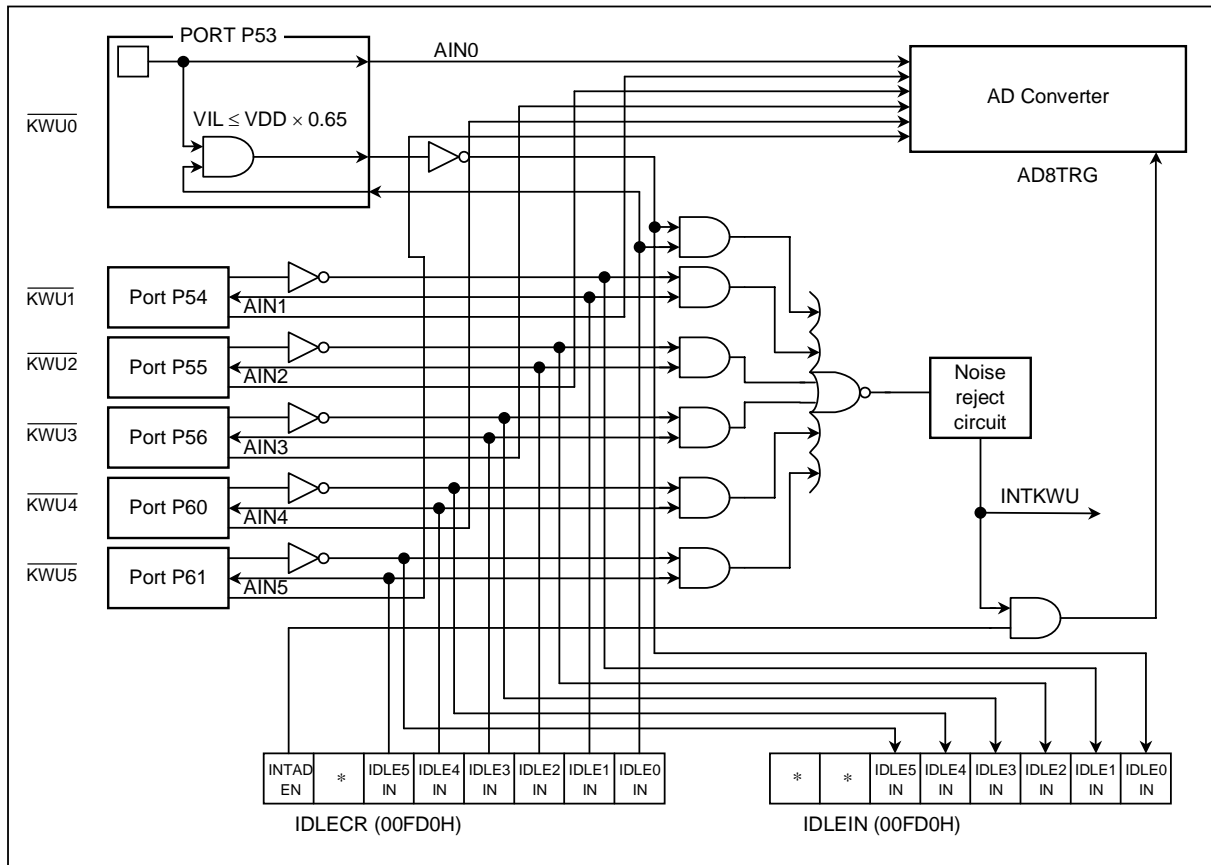 PORT P53
AIN0
AD Converter
KWU0
VIL ≤ VDD × 0.65
AD8TRG
KWU1
Port P54
AIN1
KWU2
Port P55
AIN2
Noise
reject
circuit
KWU3
Port P56
AIN3
KWU4
Port P60
AIN4
INTKWU
KWU5
Port P61
AIN5
INTAD
EN
*
IDLE5
IN
IDLE4
IN
IDLE3
IN
IDLE2
IN
IDLE1
IN
IDLE0
IN
*
*
IDLE5
IN
IDLE4
IN
IDLE3
IN
IDLE2
IN
IDLE1
IN
IDLE0
IN
IDLECR (00FD0H)
IDLEIN (00FD0H)